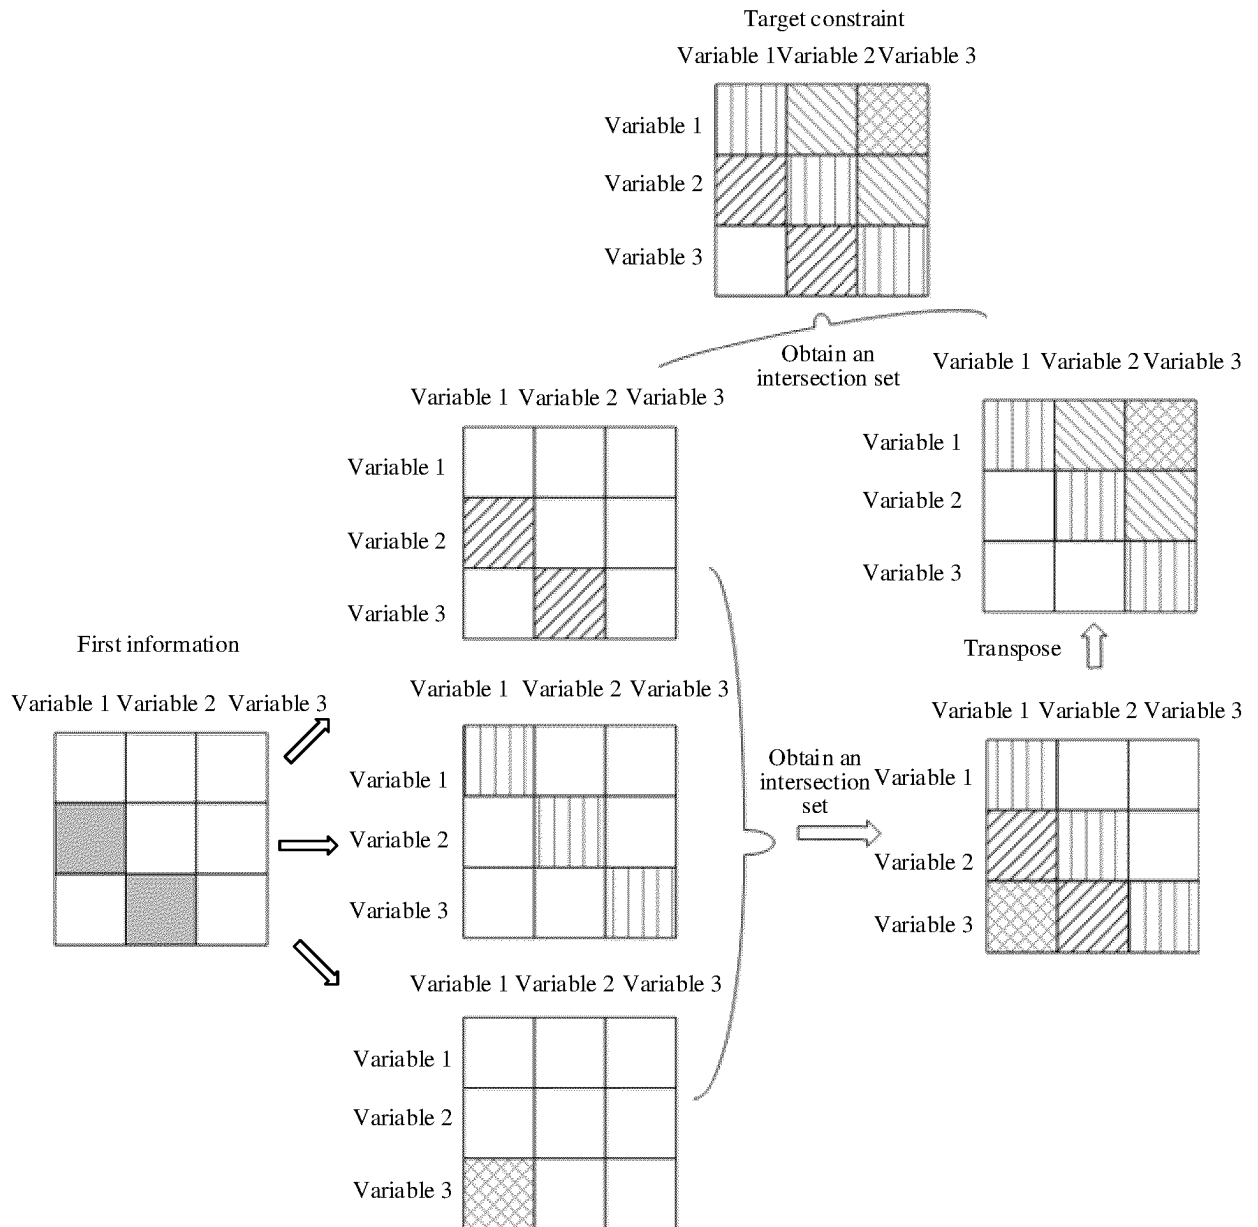 Target constraint
Variable 1 Variable 2 Variable 3
Variable 1
Variable 2
Variable 3
Obtain an
intersection set
Variable 1 Variable 2 Variable 3
Variable 1
Variable 2
Variable 3
Variable 1 Variable 2 Variable 3
Variable 1
Variable 2
Variable 3
Transpose
First information
Variable 1 Variable 2 Variable 3
Variable 1 Variable 2 Variable 3
Variable 1
Variable 2
Variable 3
Obtain an
intersection
set
Variable 1 Variable 2 Variable 3
Variable 1
Variable 2
Variable 3
Variable 1 Variable 2 Variable 3
Variable 1
Variable 2
Variable 3